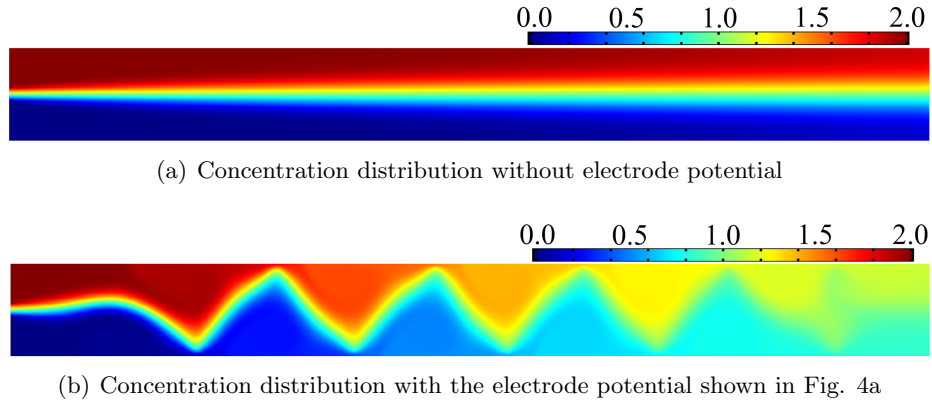 0.0 0.5 1.0 1.5 2.0
(a) Concentration distribution without electrode potential
0.0 0.5 1.0 1.5 2.0
(b) Concentration distribution with the electrode potential shown in Fig. 4a